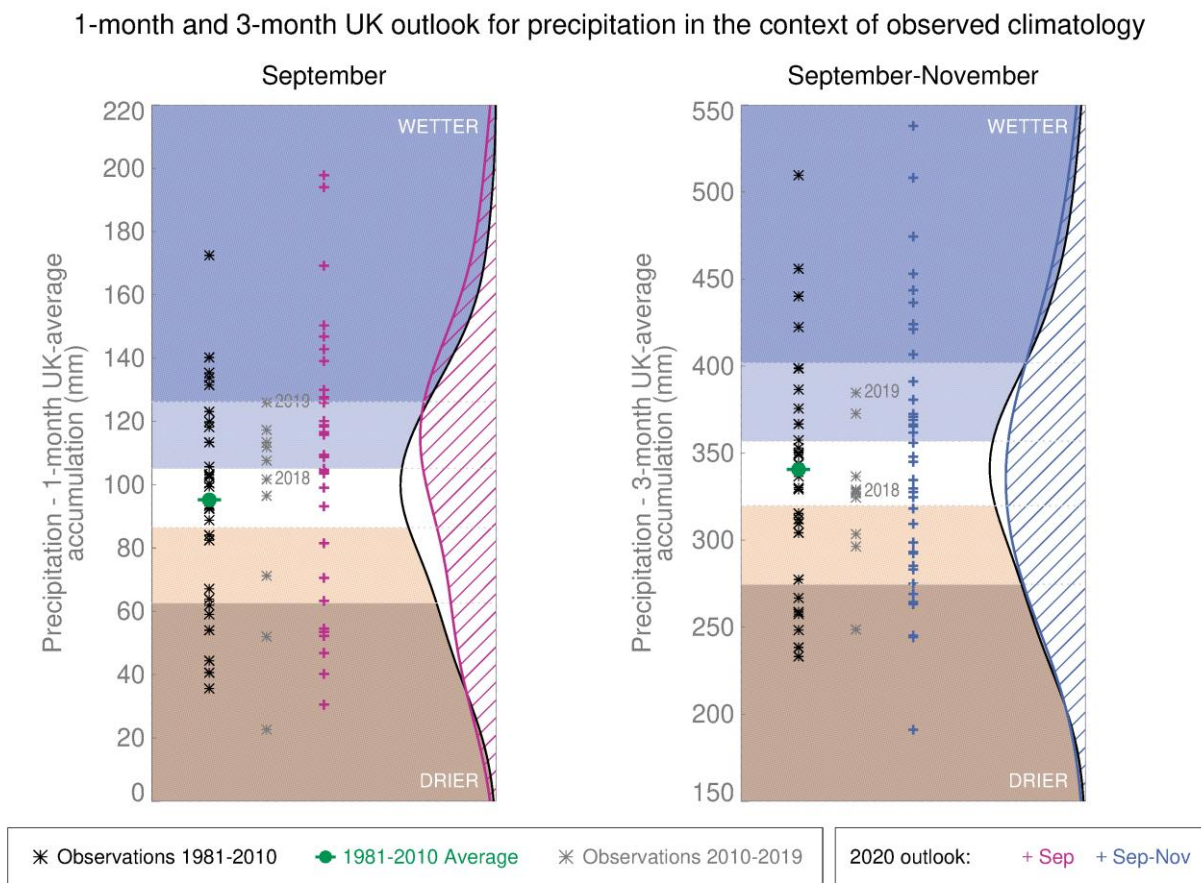 1-month and 3-month UK outlook for precipitation in the context of observed climatology
September
Precipitation - 1-month UK-average
accumulation (mm)
220
200
180
160
140
120
100
80
60
40
20
0
WETTER
2019
2018
DRIER
September-November
Precipitation - 3-month UK-average
accumulation (mm)
550
500
450
400
350
300
250
200
150
WETTER
2019
2018
DRIER
Observations 1981-2010
1981-2010 Average
Observations 2010-2019
2020 outlook: + Sep + Sep-Nov